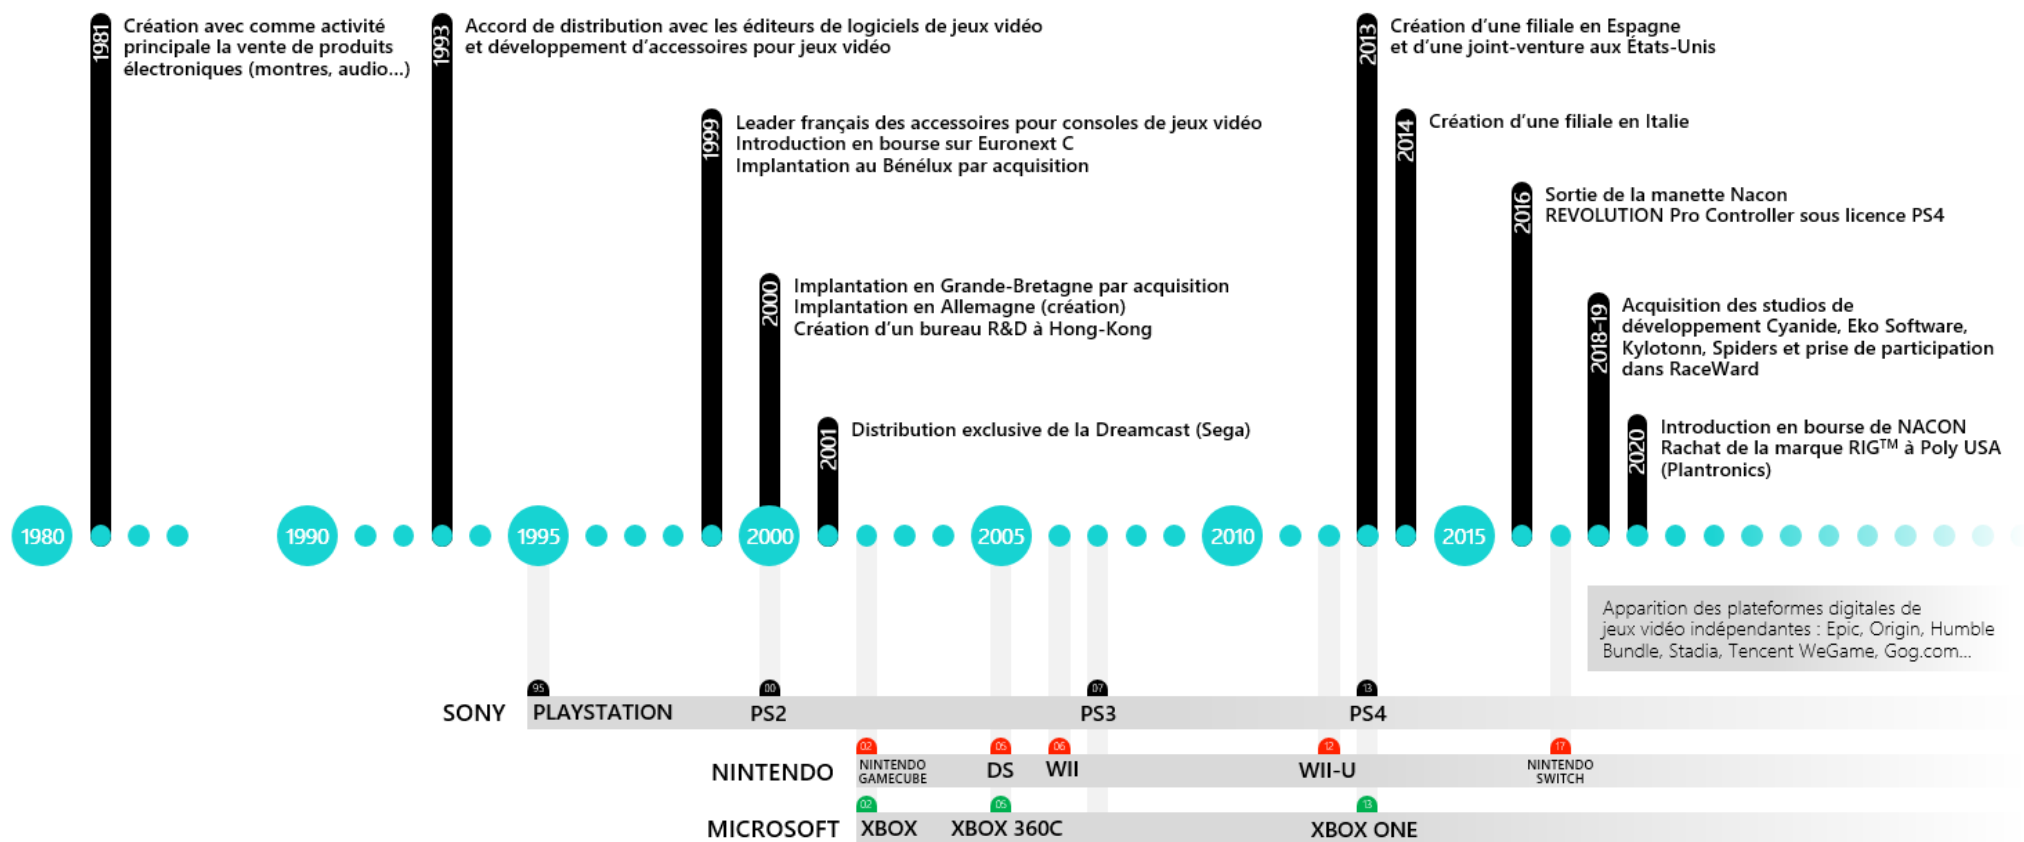 1981
Création avec comme activité
principale la vente de produits
électroniques (montres, audio...)
1993
Accord de distribution avec les éditeurs de logiciels de jeux vidéo
et développement d'accessoires pour jeux vidéo
1999
Leader français des accessoires pour consoles de jeux vidéo
Introduction en bourse sur Euronext C
Implantation au Bénélux par acquisition
2000
Implantation en Grande-Bretagne par acquisition
Implantation en Allemagne (création)
Création d'un bureau R&D à Hong-Kong
2001
Distribution exclusive de la Dreamcast (Sega)
2013
Création d'une filiale en Espagne
et d'une joint-venture aux États-Unis
2014
Création d'une filiale en Italie
2016
Sortie de la manette Nacon
REVOLUTION Pro Controller sous licence PS4
2018-19
Acquisition des studios de
développement Cyanide, Eko Software,
Kylotonn, Spiders et prise de participation
dans RaceWard
2020
Introduction en bourse de NACON
Rachat de la marque RIG™ à Poly USA
(Plantronics)
1980 1990 1995 2000 2005 2010 2015
Apparition des plateformes digitales de
jeux vidéo indépendantes : Epic, Origin, Humble
Bundle, Stadia, Tencent WeGame, Gog.com...
95 00 07 13
SONY PLAYSTATION PS2 PS3 PS4
02 05 06 12 17
NINTENDO
NINTENDO
GAMECUBE
DS WII WII-U
NINTENDO
SWITCH
02 05 13
MICROSOFT XBOX XBOX 360C XBOX ONE